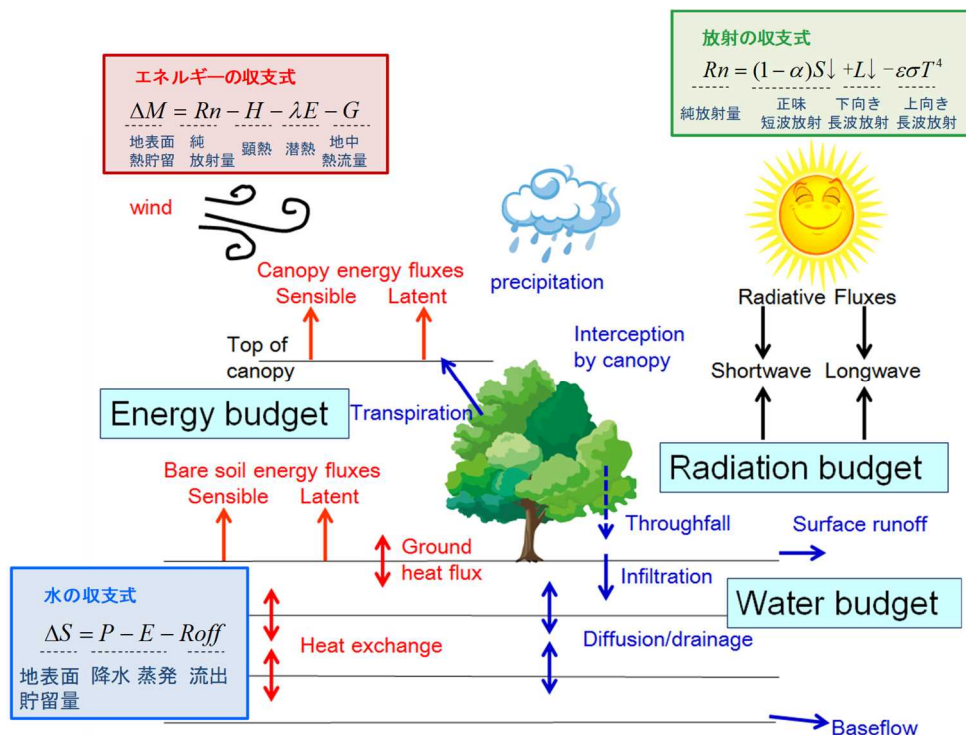 エネルギーの収支式
ΔM = Rn − H − λE − G
地表面 純 顕熱 潜熱 地中
熱貯留 放射量 熱流量
放射の収支式
Rn = (1−α)S↓ +L↓ −εσT⁴
純放射量 正味 下向き 上向き
短波放射 長波放射 長波放射
wind
precipitation
Canopy energy fluxes
Sensible Latent
Radiative Fluxes
Top of
canopy
Interception
by canopy
Shortwave Longwave
Energy budget
Transpiration
Radiation budget
Bare soil energy fluxes
Sensible Latent
Throughfall
Surface runoff
Ground
heat flux
Infiltration
水の収支式
ΔS = P − E − Roff
地表面 降水 蒸発 流出
貯留量
Water budget
Heat exchange
Diffusion/drainage
Baseflow